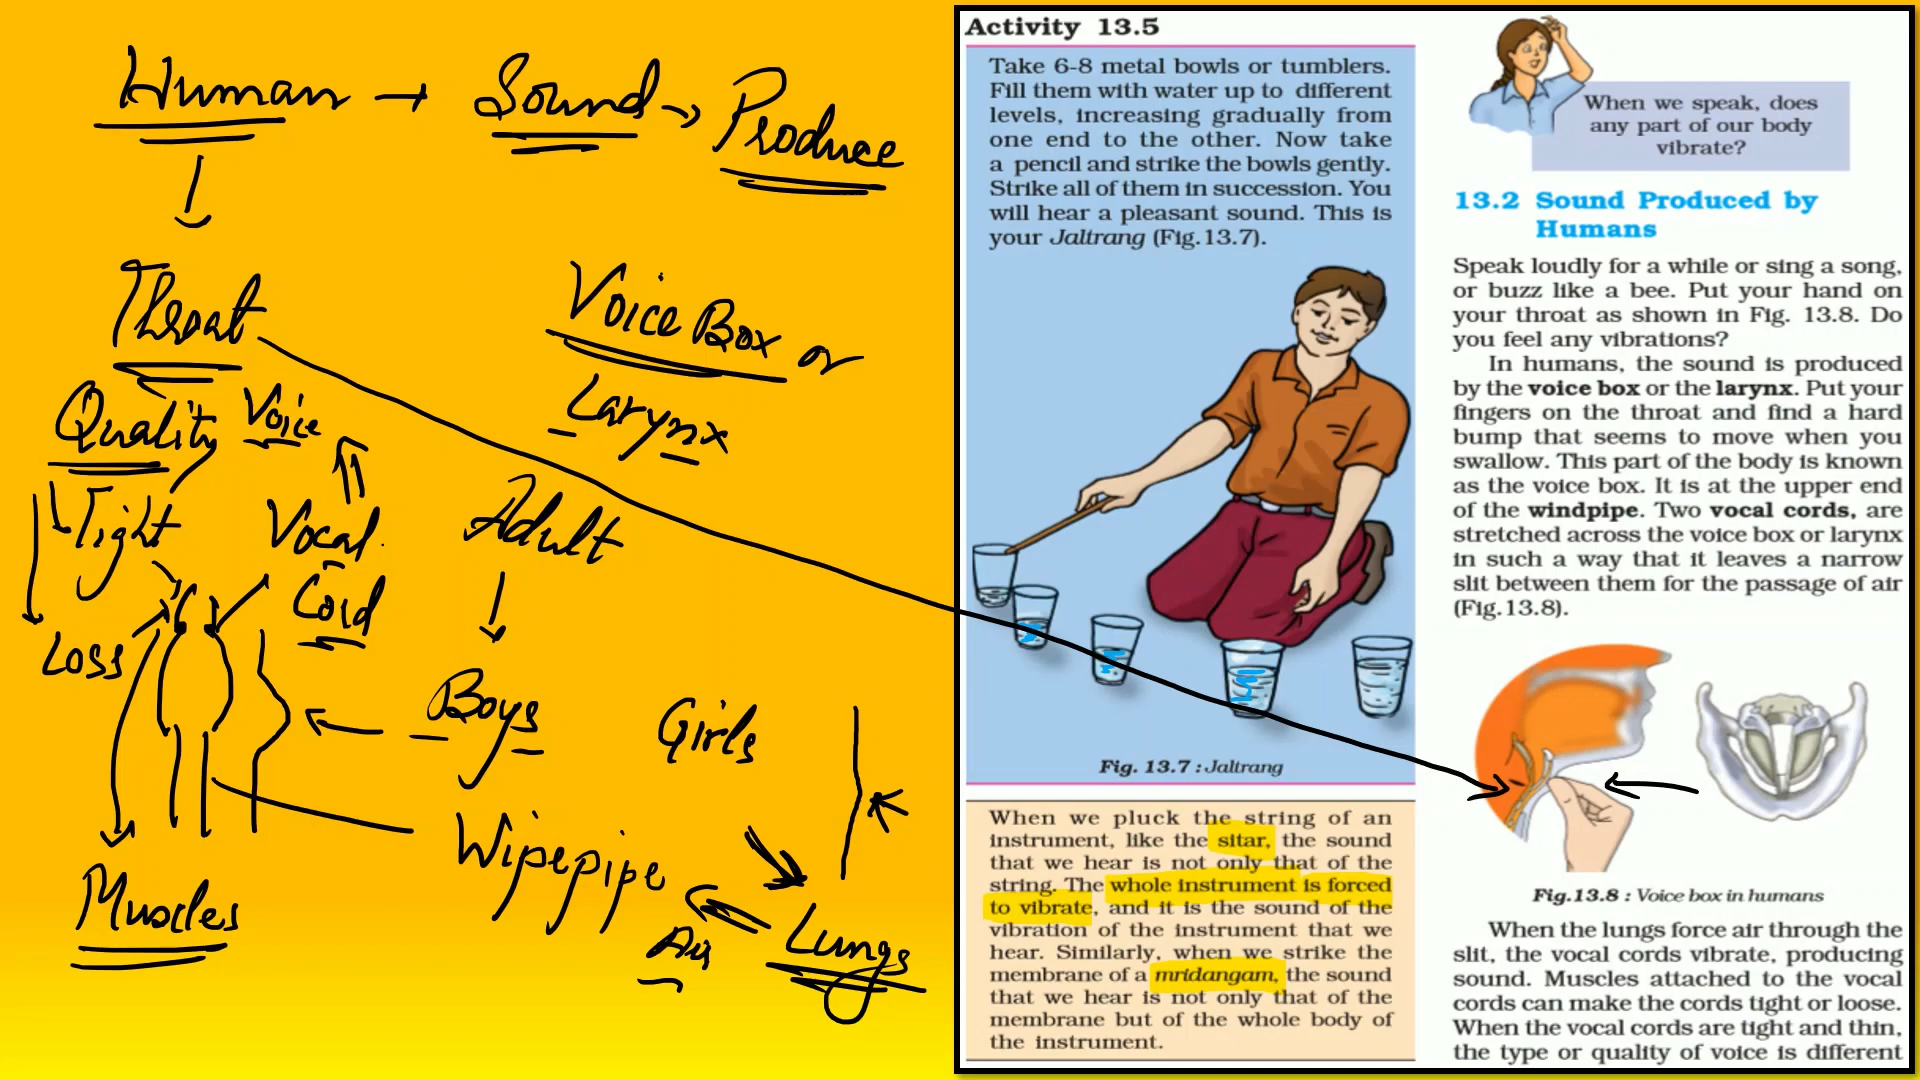 Human → Sound → Produce
Throat
Voice Box or
Larynx
Quality Voice
Tight
Vocal
Cord
Loss
Adult
Boys
Girls
Wipepipe
Muscles
Air
Lungs
Activity 13.5
Take 6-8 metal bowls or tumblers.
Fill them with water up to different
levels, increasing gradually from
one end to the other. Now take
a pencil and strike the bowls gently.
Strike all of them in succession. You
will hear a pleasant sound. This is
your Jaltrang (Fig.13.7).
Fig. 13.7 : Jaltrang
When we pluck the string of an
instrument, like the sitar, the sound
that we hear is not only that of the
string. The whole instrument is forced
to vibrate, and it is the sound of the
vibration of the instrument that we
hear. Similarly, when we strike the
membrane of a mridangam, the sound
that we hear is not only that of the
membrane but of the whole body of
the instrument.
When we speak, does
any part of our body
vibrate?
13.2 Sound Produced by
Humans
Speak loudly for a while or sing a song,
or buzz like a bee. Put your hand on
your throat as shown in Fig. 13.8. Do
you feel any vibrations?
In humans, the sound is produced
by the voice box or the larynx. Put your
fingers on the throat and find a hard
bump that seems to move when you
swallow. This part of the body is known
as the voice box. It is at the upper end
of the windpipe. Two vocal cords, are
stretched across the voice box or larynx
in such a way that it leaves a narrow
slit between them for the passage of air
(Fig.13.8).
Fig.13.8 : Voice box in humans
When the lungs force air through the
slit, the vocal cords vibrate, producing
sound. Muscles attached to the vocal
cords can make the cords tight or loose.
When the vocal cords are tight and thin,
the type or quality of voice is different